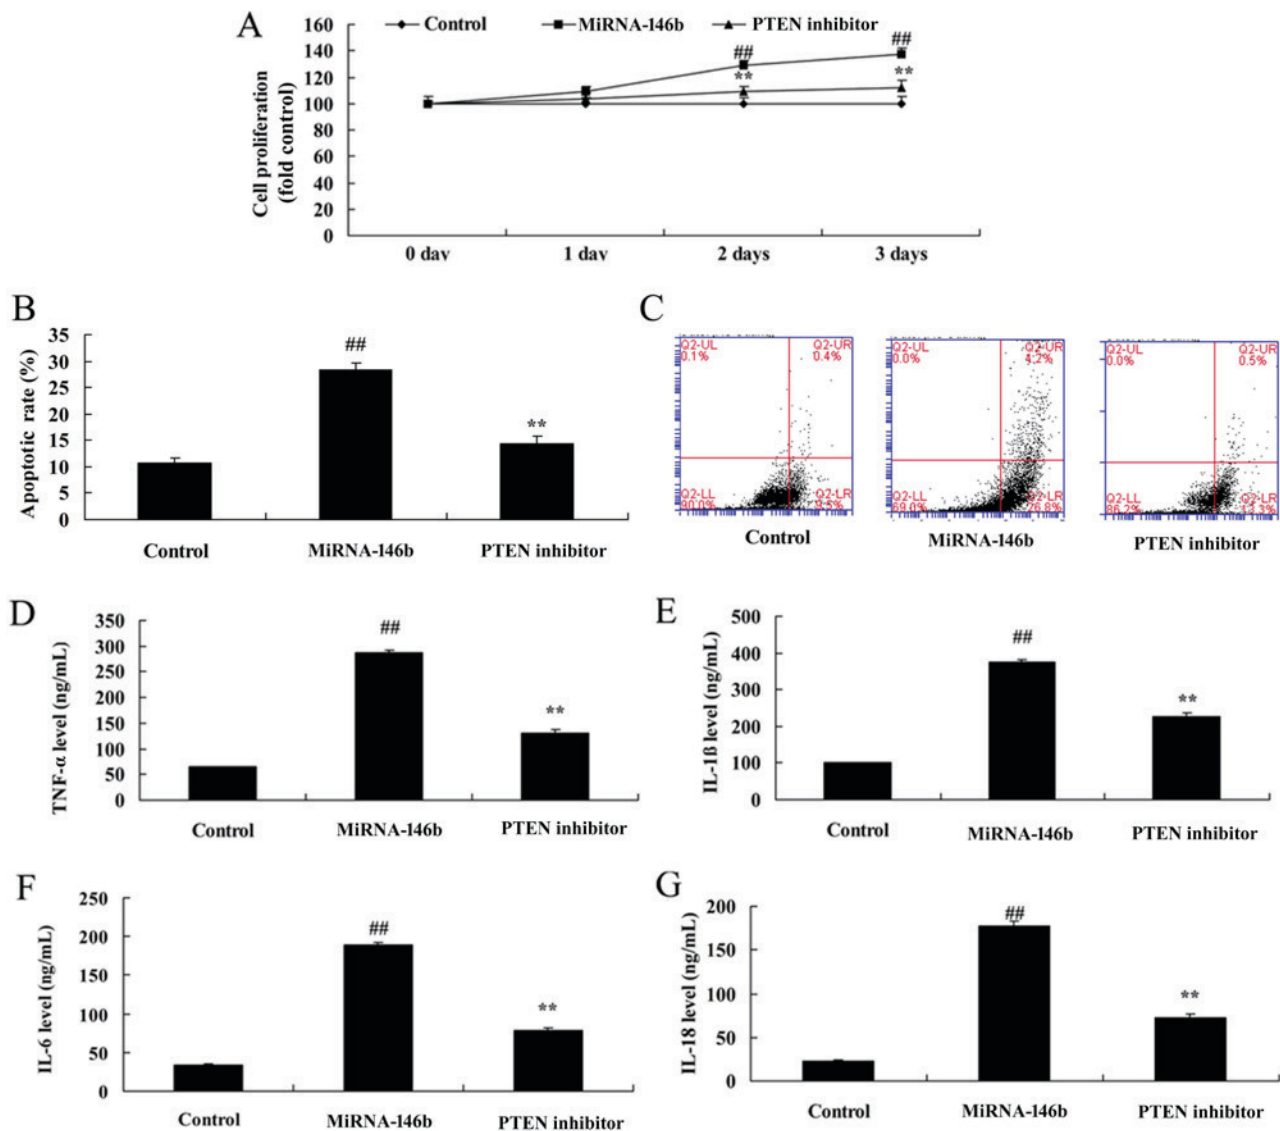 A
Control
MiRNA-146b
PTEN inhibitor
Cell proliferation
(fold control)
160
140
120
100
80
60
40
20
0
##
##
**
**
0 day
1 day
2 days
3 days
B
Apoptotic rate (%)
35
30
25
20
15
10
5
0
##
**
Control
MiRNA-146b
PTEN inhibitor
C
Q2-UL
0.1%
Q2-UR
0.4%
Q2-LL
90.0%
Q2-LR
9.5%
Control
Q2-UL
0.0%
Q2-UR
4.2%
Q2-LL
69.0%
Q2-LR
26.8%
MiRNA-146b
Q2-UL
0.0%
Q2-UR
0.5%
Q2-LL
86.2%
Q2-LR
13.3%
PTEN inhibitor
D
TNF-α level (ng/mL)
350
300
250
200
150
100
50
0
##
**
Control
MiRNA-146b
PTEN inhibitor
E
IL-1ß level (ng/mL)
500
400
300
200
100
0
##
**
Control
MiRNA-146b
PTEN inhibitor
F
IL-6 level (ng/mL)
250
200
150
100
50
0
##
**
Control
MiRNA-146b
PTEN inhibitor
G
IL-18 level (ng/mL)
200
150
100
50
0
##
**
Control
MiRNA-146b
PTEN inhibitor